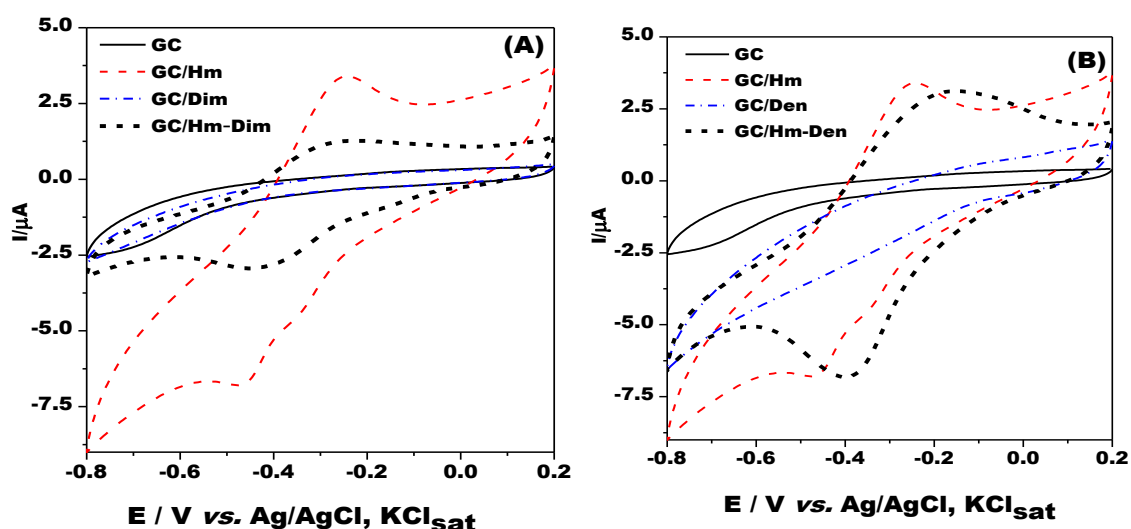 5.0
2.5
0.0
-2.5
-5.0
-7.5
I/µA
GC
GC/Hm
GC/Dim
GC/Hm-Dim
(A)
-0.8
-0.6
-0.4
-0.2
0.0
0.2
E / V vs. Ag/AgCl, KCl_sat
5.0
2.5
0.0
-2.5
-5.0
-7.5
I/µA
GC
GC/Hm
GC/Den
GC/Hm-Den
(B)
-0.8
-0.6
-0.4
-0.2
0.0
0.2
E / V vs. Ag/AgCl, KCl_sat